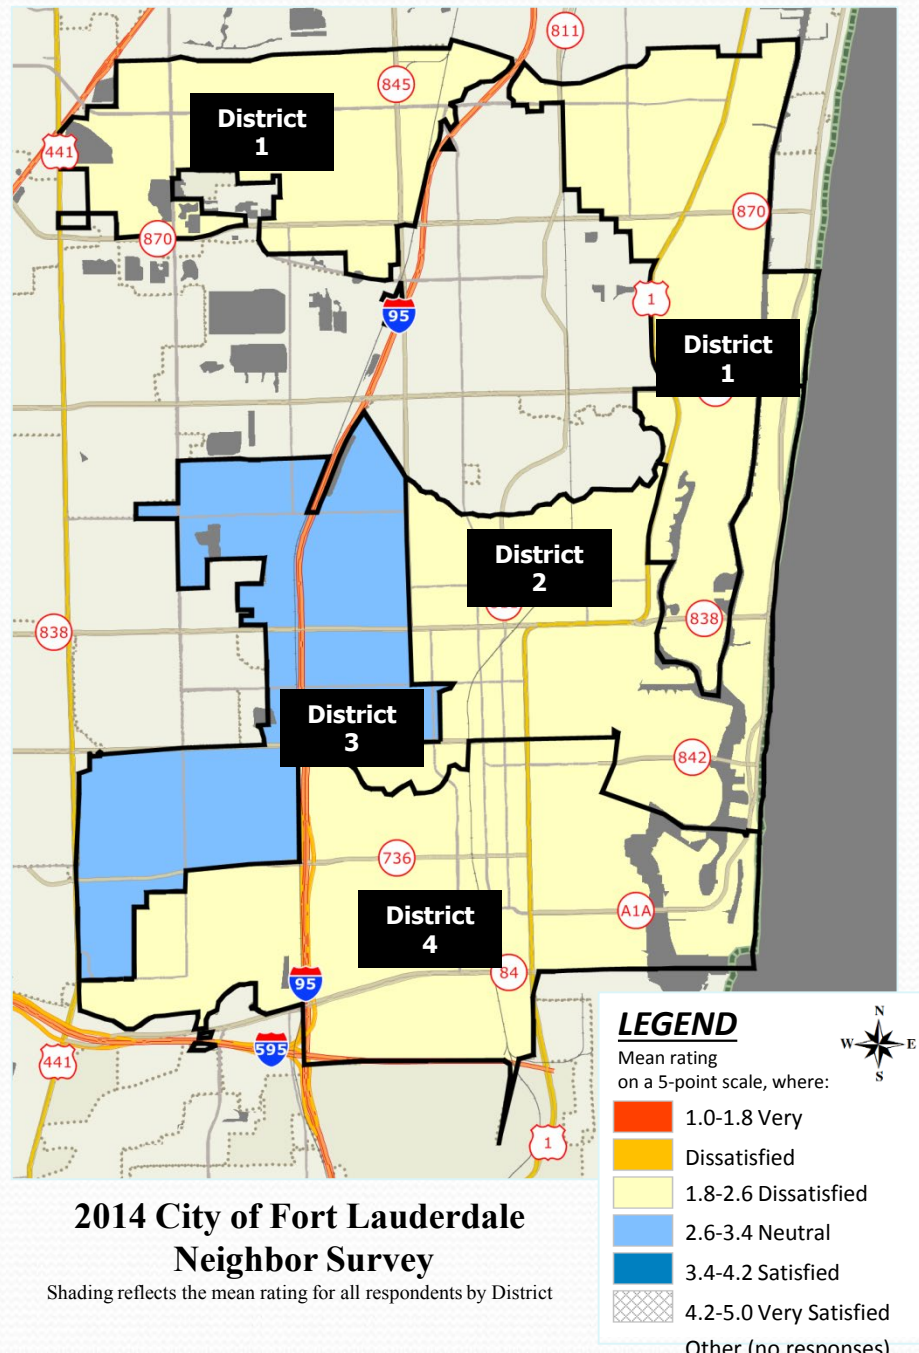 811
845
District
1
441
870
870
1
95
District
1
District
2
838
838
District
3
842
736
District
4
A1A
84
95
595
441
1
LEGEND
Mean rating
on a 5-point scale, where:
N
W E
S
1.0-1.8 Very
Dissatisfied
1.8-2.6 Dissatisfied
2.6-3.4 Neutral
3.4-4.2 Satisfied
4.2-5.0 Very Satisfied
Other (no responses)
2014 City of Fort Lauderdale
Neighbor Survey
Shading reflects the mean rating for all respondents by District